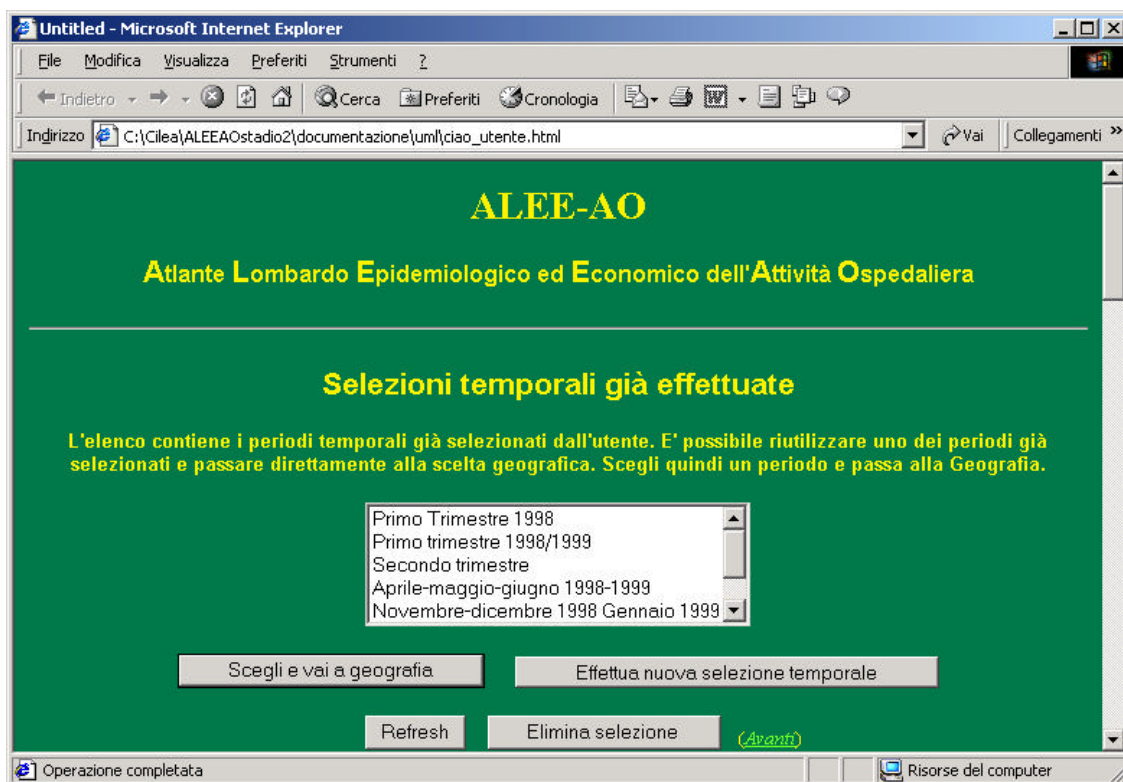 Untitled - Microsoft Internet Explorer
File Modifica Visualizza Preferiti Strumenti ?
Indietro Cerca Preferiti Cronologia
Indirizzo C:\Cilea\ALEEAOstadio2\documentazione\uml\ciao_utente.html Vai Collegamenti »
ALEE-AO
Atlante Lombardo Epidemiologico ed Economico dell'Attività Ospedaliera
Selezioni temporali già effettuate
L'elenco contiene i periodi temporali già selezionati dall'utente. E' possibile riutilizzare uno dei periodi già
selezionati e passare direttamente alla scelta geografica. Scegli quindi un periodo e passa alla Geografia.
Primo Trimestre 1998
Primo trimestre 1998/1999
Secondo trimestre
Aprile-maggio-giugno 1998-1999
Novembre-dicembre 1998 Gennaio 1999
Scegli e vai a geografia Effettua nuova selezione temporale
Refresh Elimina selezione (Avanti)
Operazione completata Risorse del computer